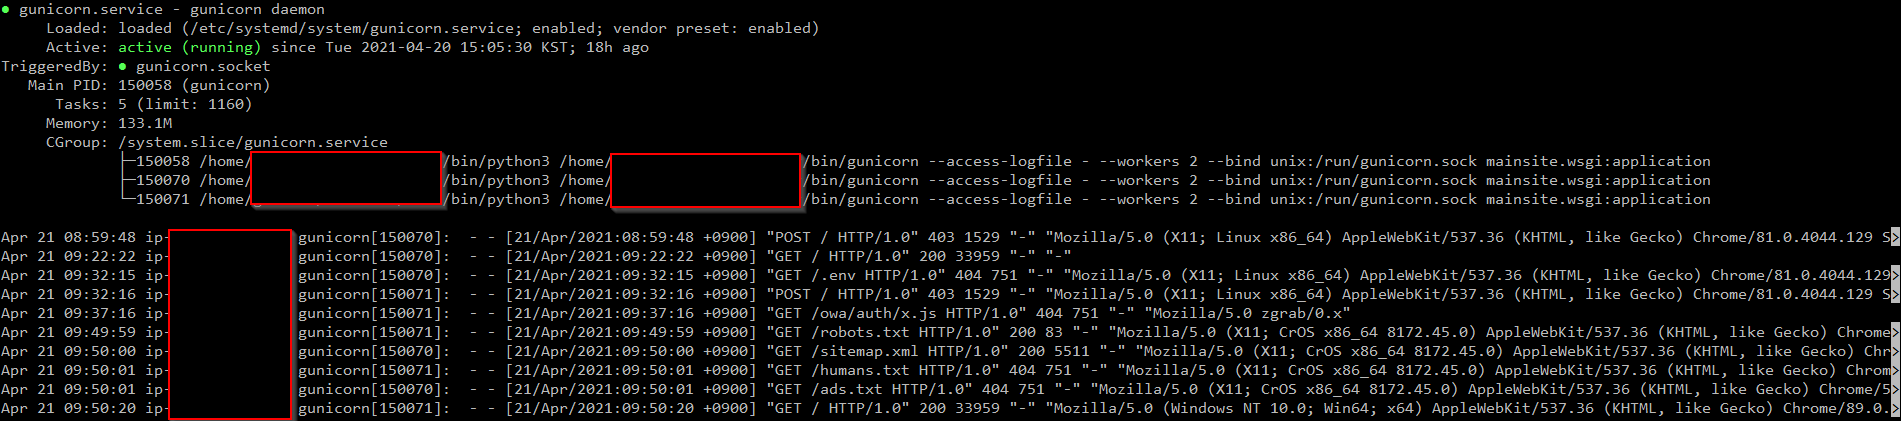 ● gunicorn.service - gunicorn daemon
Loaded: loaded (/etc/systemd/system/gunicorn.service; enabled; vendor preset: enabled)
Active: active (running) since Tue 2021-04-20 15:05:30 KST; 18h ago
TriggeredBy: ● gunicorn.socket
Main PID: 150058 (gunicorn)
Tasks: 5 (limit: 1160)
Memory: 133.1M
CGroup: /system.slice/gunicorn.service
├─150058 /home/ /bin/python3 /home/ /bin/gunicorn --access-logfile - --workers 2 --bind unix:/run/gunicorn.sock mainsite.wsgi:application
├─150070 /home/ /bin/python3 /home/ /bin/gunicorn --access-logfile - --workers 2 --bind unix:/run/gunicorn.sock mainsite.wsgi:application
└─150071 /home/ /bin/python3 /home/ /bin/gunicorn --access-logfile - --workers 2 --bind unix:/run/gunicorn.sock mainsite.wsgi:application
Apr 21 08:59:48 ip- gunicorn[150070]:  - - [21/Apr/2021:08:59:48 +0900] "POST / HTTP/1.0" 403 1529 "-" "Mozilla/5.0 (X11; Linux x86_64) AppleWebKit/537.36 (KHTML, like Gecko) Chrome/81.0.4044.129 S>
Apr 21 09:22:22 ip- gunicorn[150070]:  - - [21/Apr/2021:09:22:22 +0900] "GET / HTTP/1.0" 200 33959 "-" "-"
Apr 21 09:32:15 ip- gunicorn[150070]:  - - [21/Apr/2021:09:32:15 +0900] "GET /.env HTTP/1.0" 404 751 "-" "Mozilla/5.0 (X11; Linux x86_64) AppleWebKit/537.36 (KHTML, like Gecko) Chrome/81.0.4044.129>
Apr 21 09:32:16 ip- gunicorn[150071]:  - - [21/Apr/2021:09:32:16 +0900] "POST / HTTP/1.0" 403 1529 "-" "Mozilla/5.0 (X11; Linux x86_64) AppleWebKit/537.36 (KHTML, like Gecko) Chrome/81.0.4044.129 S>
Apr 21 09:37:16 ip- gunicorn[150071]:  - - [21/Apr/2021:09:37:16 +0900] "GET /owa/auth/x.js HTTP/1.0" 404 751 "-" "Mozilla/5.0 zgrab/0.x"
Apr 21 09:49:59 ip- gunicorn[150071]:  - - [21/Apr/2021:09:49:59 +0900] "GET /robots.txt HTTP/1.0" 200 83 "-" "Mozilla/5.0 (X11; CrOS x86_64 8172.45.0) AppleWebKit/537.36 (KHTML, like Gecko) Chrome>
Apr 21 09:50:00 ip- gunicorn[150070]:  - - [21/Apr/2021:09:50:00 +0900] "GET /sitemap.xml HTTP/1.0" 200 5511 "-" "Mozilla/5.0 (X11; CrOS x86_64 8172.45.0) AppleWebKit/537.36 (KHTML, like Gecko) Chr>
Apr 21 09:50:01 ip- gunicorn[150071]:  - - [21/Apr/2021:09:50:01 +0900] "GET /humans.txt HTTP/1.0" 404 751 "-" "Mozilla/5.0 (X11; CrOS x86_64 8172.45.0) AppleWebKit/537.36 (KHTML, like Gecko) Chrom>
Apr 21 09:50:01 ip- gunicorn[150070]:  - - [21/Apr/2021:09:50:01 +0900] "GET /ads.txt HTTP/1.0" 404 751 "-" "Mozilla/5.0 (X11; CrOS x86_64 8172.45.0) AppleWebKit/537.36 (KHTML, like Gecko) Chrome/5>
Apr 21 09:50:20 ip- gunicorn[150071]:  - - [21/Apr/2021:09:50:20 +0900] "GET / HTTP/1.0" 200 33959 "-" "Mozilla/5.0 (Windows NT 10.0; Win64; x64) AppleWebKit/537.36 (KHTML, like Gecko) Chrome/89.0.>